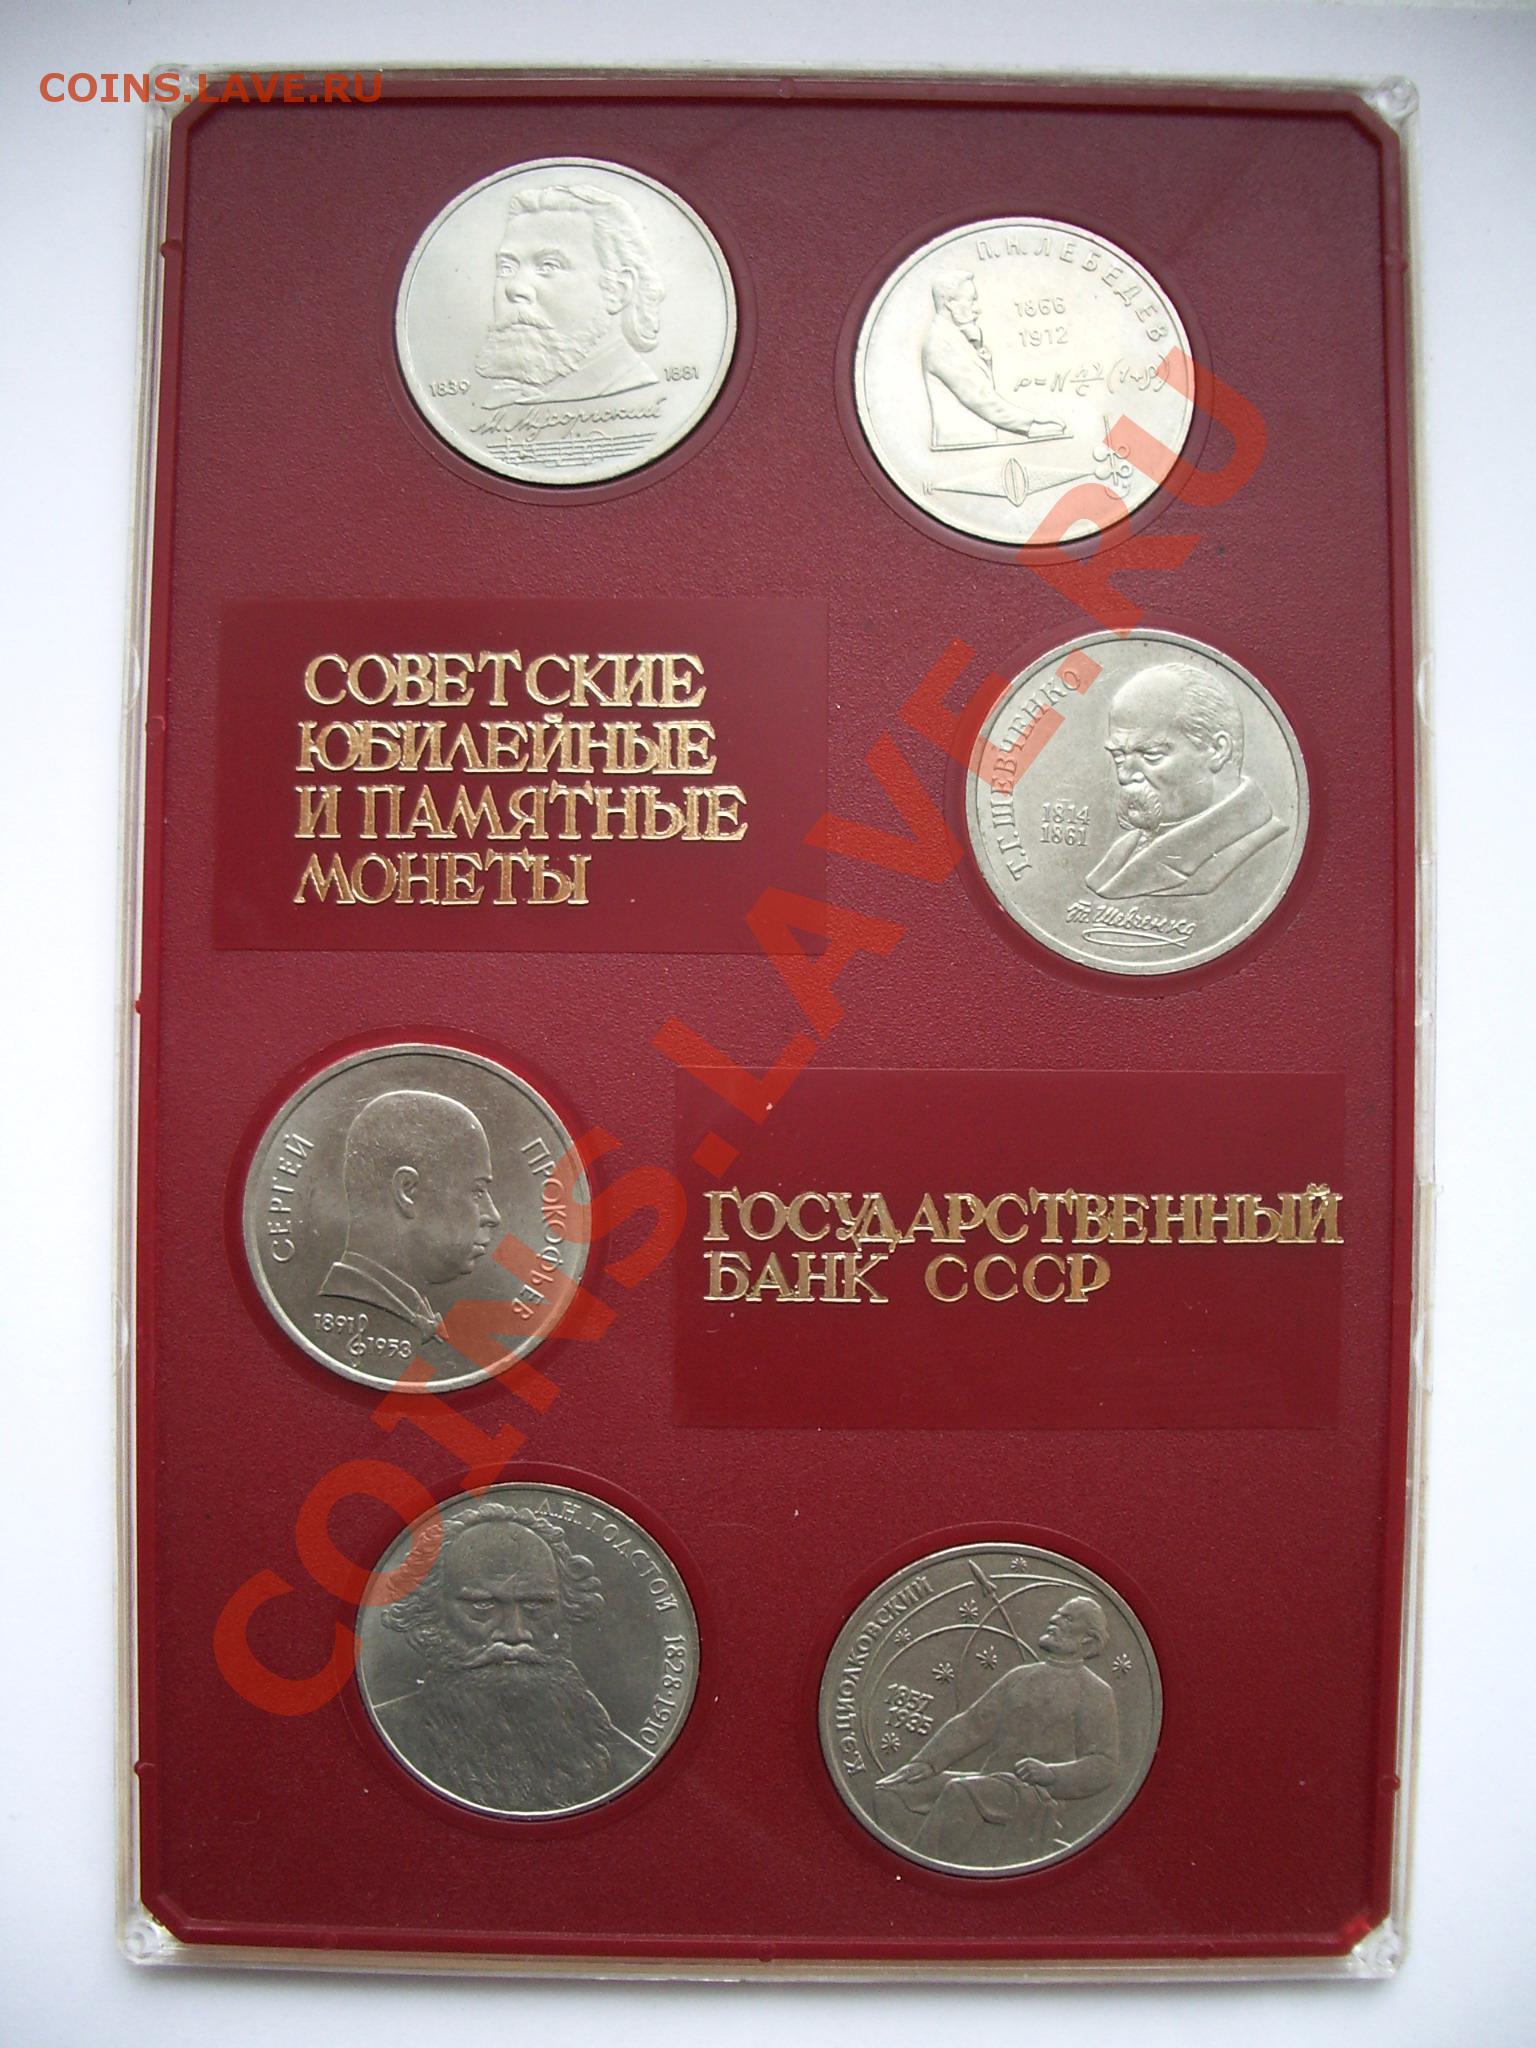 COINS.LAVE.RU
1839
1881
М. Мусоргский
П.Н.ЛЕБЕДЕВ
1866
1912
СОВЕТСКИЕ
ЮБИЛЕЙНЫЕ
И ПАМЯТНЫЕ
МОНЕТЫ
Т.Г.ШЕВЧЕНКО
1814
1861
СЕРГЕЙ
ПРОКОФЬЕВ
1891
1953
ГОСУДАРСТВЕННЫЙ
БАНК СССР
Л.Н.ТОЛСТОЙ 1828·1910
К.Э.ЦИОЛКОВСКИЙ
1857
1935
COINS.LAVE.RU